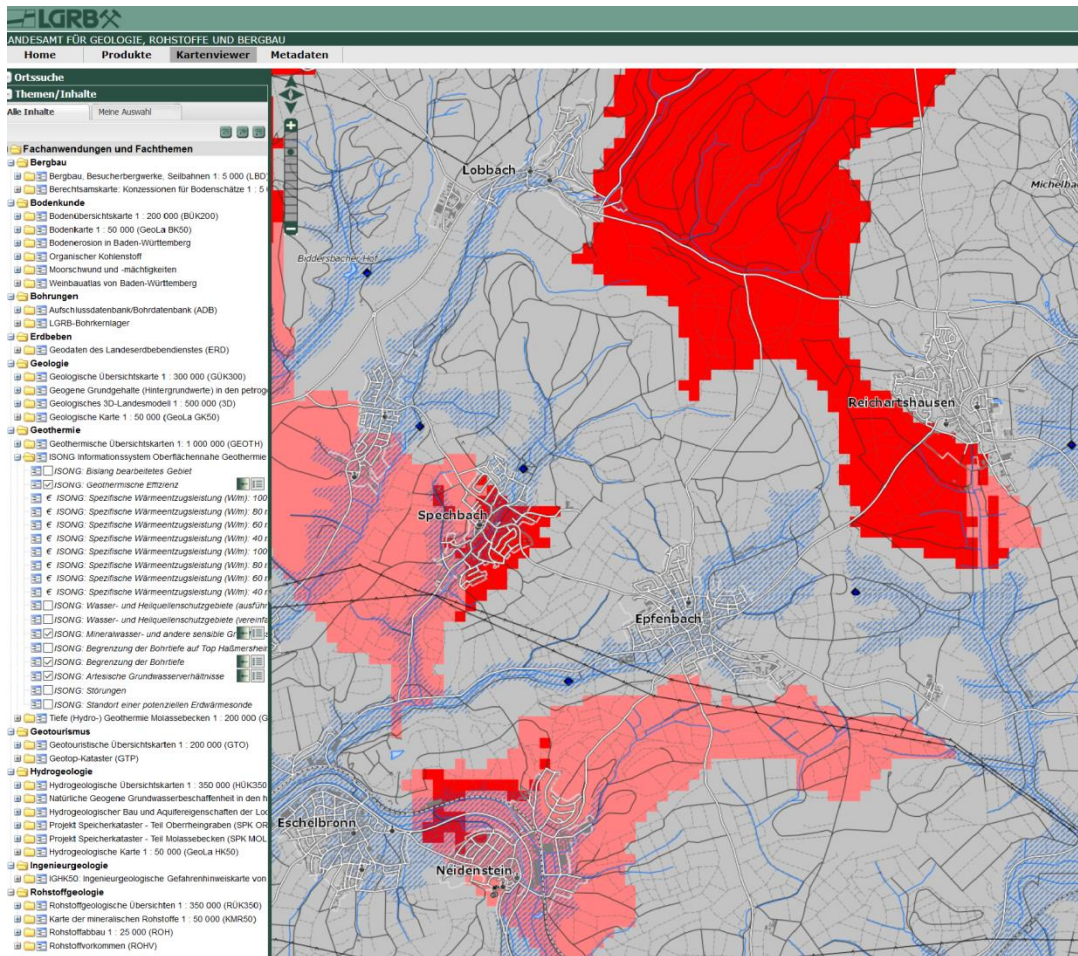 LGRB
ANDESAMT FÜR GEOLOGIE, ROHSTOFFE UND BERGBAU
Home Produkte Kartenviewer Metadaten
Ortssuche
Themen/Inhalte
Alle Inhalte Meine Auswahl
Fachanwendungen und Fachthemen
Bergbau
Bergbau, Besucherbergwerke, Seilbahnen 1: 5 000 (LBD
Berechtsamskarte: Konzessionen für Bodenschätze 1 : 5
Bodenkunde
Bodenübersichtskarte 1 : 200 000 (BÜK200)
Bodenkarte 1 : 50 000 (GeoLa BK50)
Bodenerosion in Baden-Württemberg
Organischer Kohlenstoff
Moorschwund und -mächtigkeiten
Weinbauatlas von Baden-Württemberg
Bohrungen
Aufschlussdatenbank/Bohrdatenbank (ADB)
LGRB-Bohrkernlager
Erdbeben
Geodaten des Landeserdbebendienstes (ERD)
Geologie
Geologische Übersichtskarte 1 : 300 000 (GÜK300)
Geogene Grundgehalte (Hintergrundwerte) in den petrog
Geologisches 3D-Landesmodell 1 : 500 000 (3D)
Geologische Karte 1 : 50 000 (GeoLa GK50)
Geothermie
Geothermische Übersichtskarten 1: 1 000 000 (GEOTH)
ISONG Informationssystem Oberflächennahe Geothermie
ISONG: Bislang bearbeitetes Gebiet
ISONG: Geothermische Effizienz
€ ISONG: Spezifische Wärmeentzugsleistung (W/m): 100
€ ISONG: Spezifische Wärmeentzugsleistung (W/m): 80 m
€ ISONG: Spezifische Wärmeentzugsleistung (W/m): 60 m
€ ISONG: Spezifische Wärmeentzugsleistung (W/m): 40 m
€ ISONG: Spezifische Wärmeentzugsleistung (W/m): 100
€ ISONG: Spezifische Wärmeentzugsleistung (W/m): 80 m
€ ISONG: Spezifische Wärmeentzugsleistung (W/m): 60 m
€ ISONG: Spezifische Wärmeentzugsleistung (W/m): 40 m
ISONG: Wasser- und Heilquellenschutzgebiete (ausführ
ISONG: Wasser- und Heilquellenschutzgebiete (vereinfa
ISONG: Mineralwasser- und andere sensible Gr
ISONG: Begrenzung der Bohrtiefe auf Top Haßmershei
ISONG: Begrenzung der Bohrtiefe
ISONG: Artesische Grundwasserverhältnisse
ISONG: Störungen
ISONG: Standort einer potenziellen Erdwärmesonde
Tiefe (Hydro-) Geothermie Molassebecken 1 : 200 000 (G
Geotourismus
Geotouristische Übersichtskarten 1 : 200 000 (GTO)
Geotop-Kataster (GTP)
Hydrogeologie
Hydrogeologische Übersichtskarten 1 : 350 000 (HÜK350
Natürliche Geogene Grundwasserbeschaffenheit in den h
Hydrogeologischer Bau und Aquifereigenschaften der Loc
Projekt Speicherkataster - Teil Oberrheingraben (SPK OR
Projekt Speicherkataster - Teil Molassebecken (SPK MOL
Hydrogeologische Karte 1 : 50 000 (GeoLa HK50)
Ingenieurgeologie
IGHK50: Ingenieurgeologische Gefahrenhinweiskarte von
Rohstoffgeologie
Rohstoffgeologische Übersichten 1 : 350 000 (RÜK350)
Karte der mineralischen Rohstoffe 1 : 50 000 (KMR50)
Rohstoffabbau 1 : 25 000 (ROH)
Rohstoffvorkommen (ROHV)
Lobbach
Michelba
Biddersbacher Hof
Reichartshausen
Spechbach
Epfenbach
Eschelbronn
Neidenstein